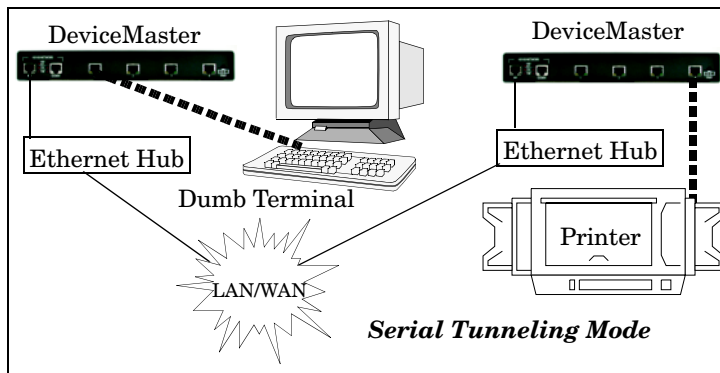 DeviceMaster
DeviceMaster
Ethernet Hub
Ethernet Hub
Dumb Terminal
Printer
LAN/WAN
Serial Tunneling Mode